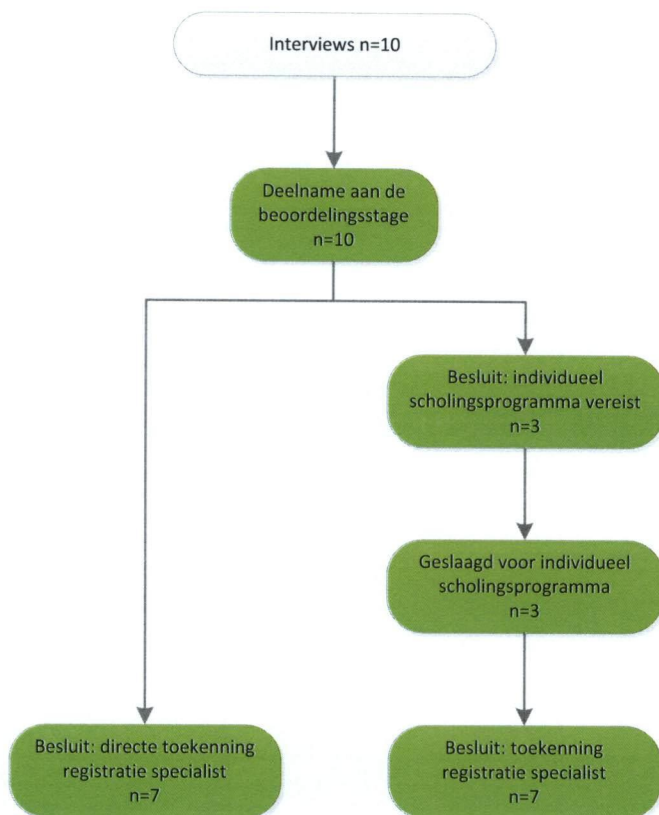 Interviews n=10
Deelname aan de
beoordelingsstage
n=10
Besluit: individueel
scholingsprogramma vereist
n=3
Geslaagd voor individueel
scholingsprogramma
n=3
Besluit: directe toekenning
registratie specialist
n=7
Besluit: toekenning
registratie specialist
n=7